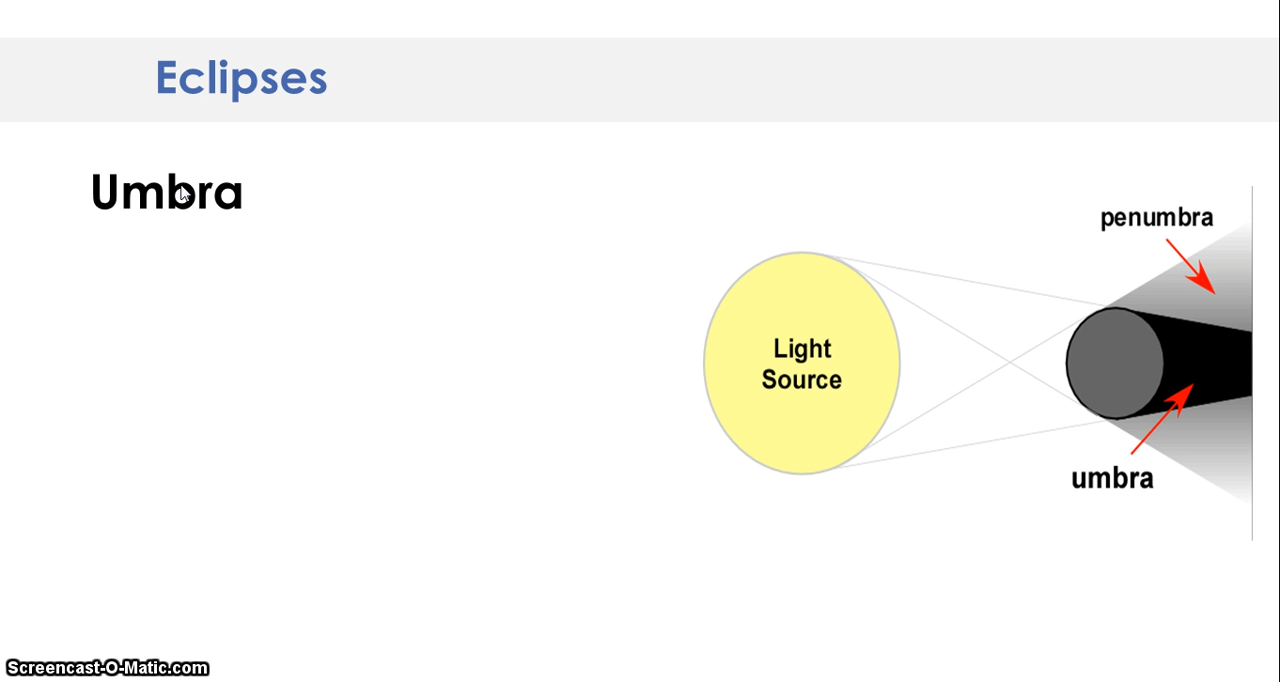 Eclipses
Umbra
penumbra
Light
Source
umbra
Screencast-O-Matic.com